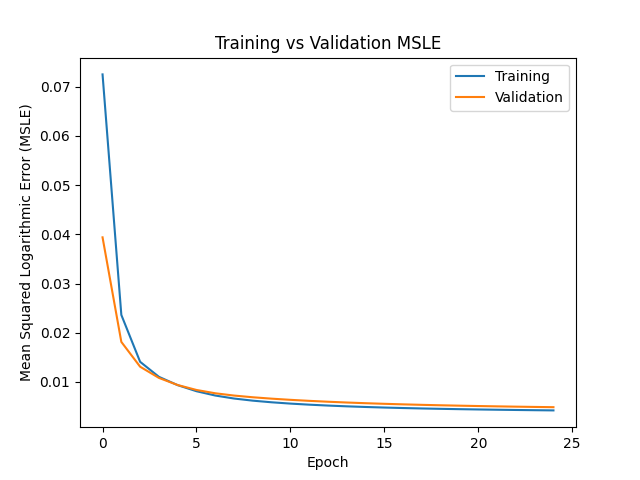 Training vs Validation MSLE
Training
Validation
Mean Squared Logarithmic Error (MSLE)
0.07
0.06
0.05
0.04
0.03
0.02
0.01
0
5
10
15
20
25
Epoch